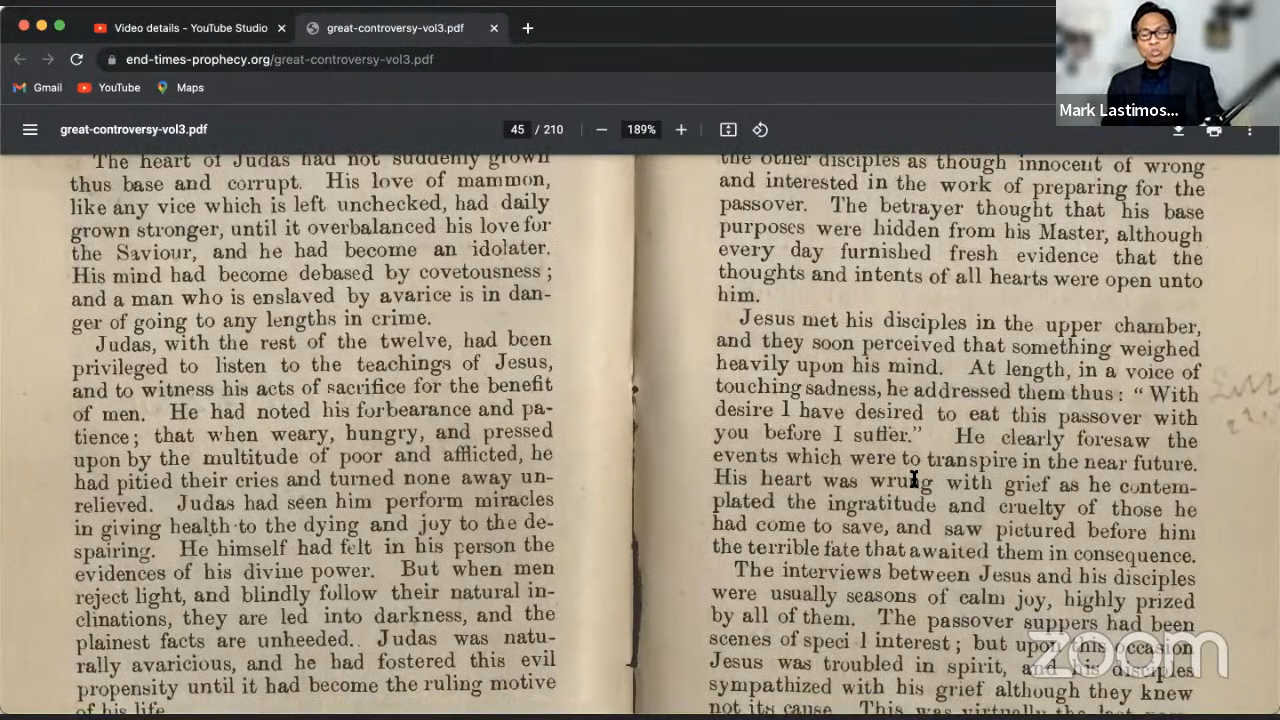 Video details - YouTube Studio
great-controversy-vol3.pdf
end-times-prophecy.org/great-controversy-vol3.pdf
Gmail
YouTube
Maps
Mark Lastimos...
great-controversy-vol3.pdf
45 / 210
189%
The heart of Judas had not suddenly grown
thus base and corrupt. His love of mammon,
like any vice which is left unchecked, had daily
grown stronger, until it overbalanced his love for
the Saviour, and he had become an idolater.
His mind had become debased by covetousness;
and a man who is enslaved by avarice is in dan-
ger of going to any lengths in crime.
Judas, with the rest of the twelve, had been
privileged to listen to the teachings of Jesus,
and to witness his acts of sacrifice for the benefit
of men. He had noted his forbearance and pa-
tience; that when weary, hungry, and pressed
upon by the multitude of poor and afflicted, he
had pitied their cries and turned none away un-
relieved. Judas had seen him perform miracles
in giving health to the dying and joy to the de-
spairing. He himself had felt in his person the
evidences of his divine power. But when men
reject light, and blindly follow their natural in-
clinations, they are led into darkness, and the
plainest facts are unheeded. Judas was natu-
rally avaricious, and he had fostered this evil
propensity until it had become the ruling motive
of his life
the other disciples as though innocent of wrong
and interested in the work of preparing for the
passover. The betrayer thought that his base
purposes were hidden from his Master, although
every day furnished fresh evidence that the
thoughts and intents of all hearts were open unto
him.
Jesus met his disciples in the upper chamber,
and they soon perceived that something weighed
heavily upon his mind. At length, in a voice of
touching sadness, he addressed them thus: "With
desire I have desired to eat this passover with
you before I suffer." He clearly foresaw the
events which were to transpire in the near future.
His heart was wrung with grief as he contem-
plated the ingratitude and cruelty of those he
had come to save, and saw pictured before him
the terrible fate that awaited them in consequence.
The interviews between Jesus and his disciples
were usually seasons of calm joy, highly prized
by all of them. The passover suppers had been
scenes of speci l interest; but upon this occasion
Jesus was troubled in spirit, and his disciples
sympathized with his grief although they knew
not its cause. This was virtually the last
zoom